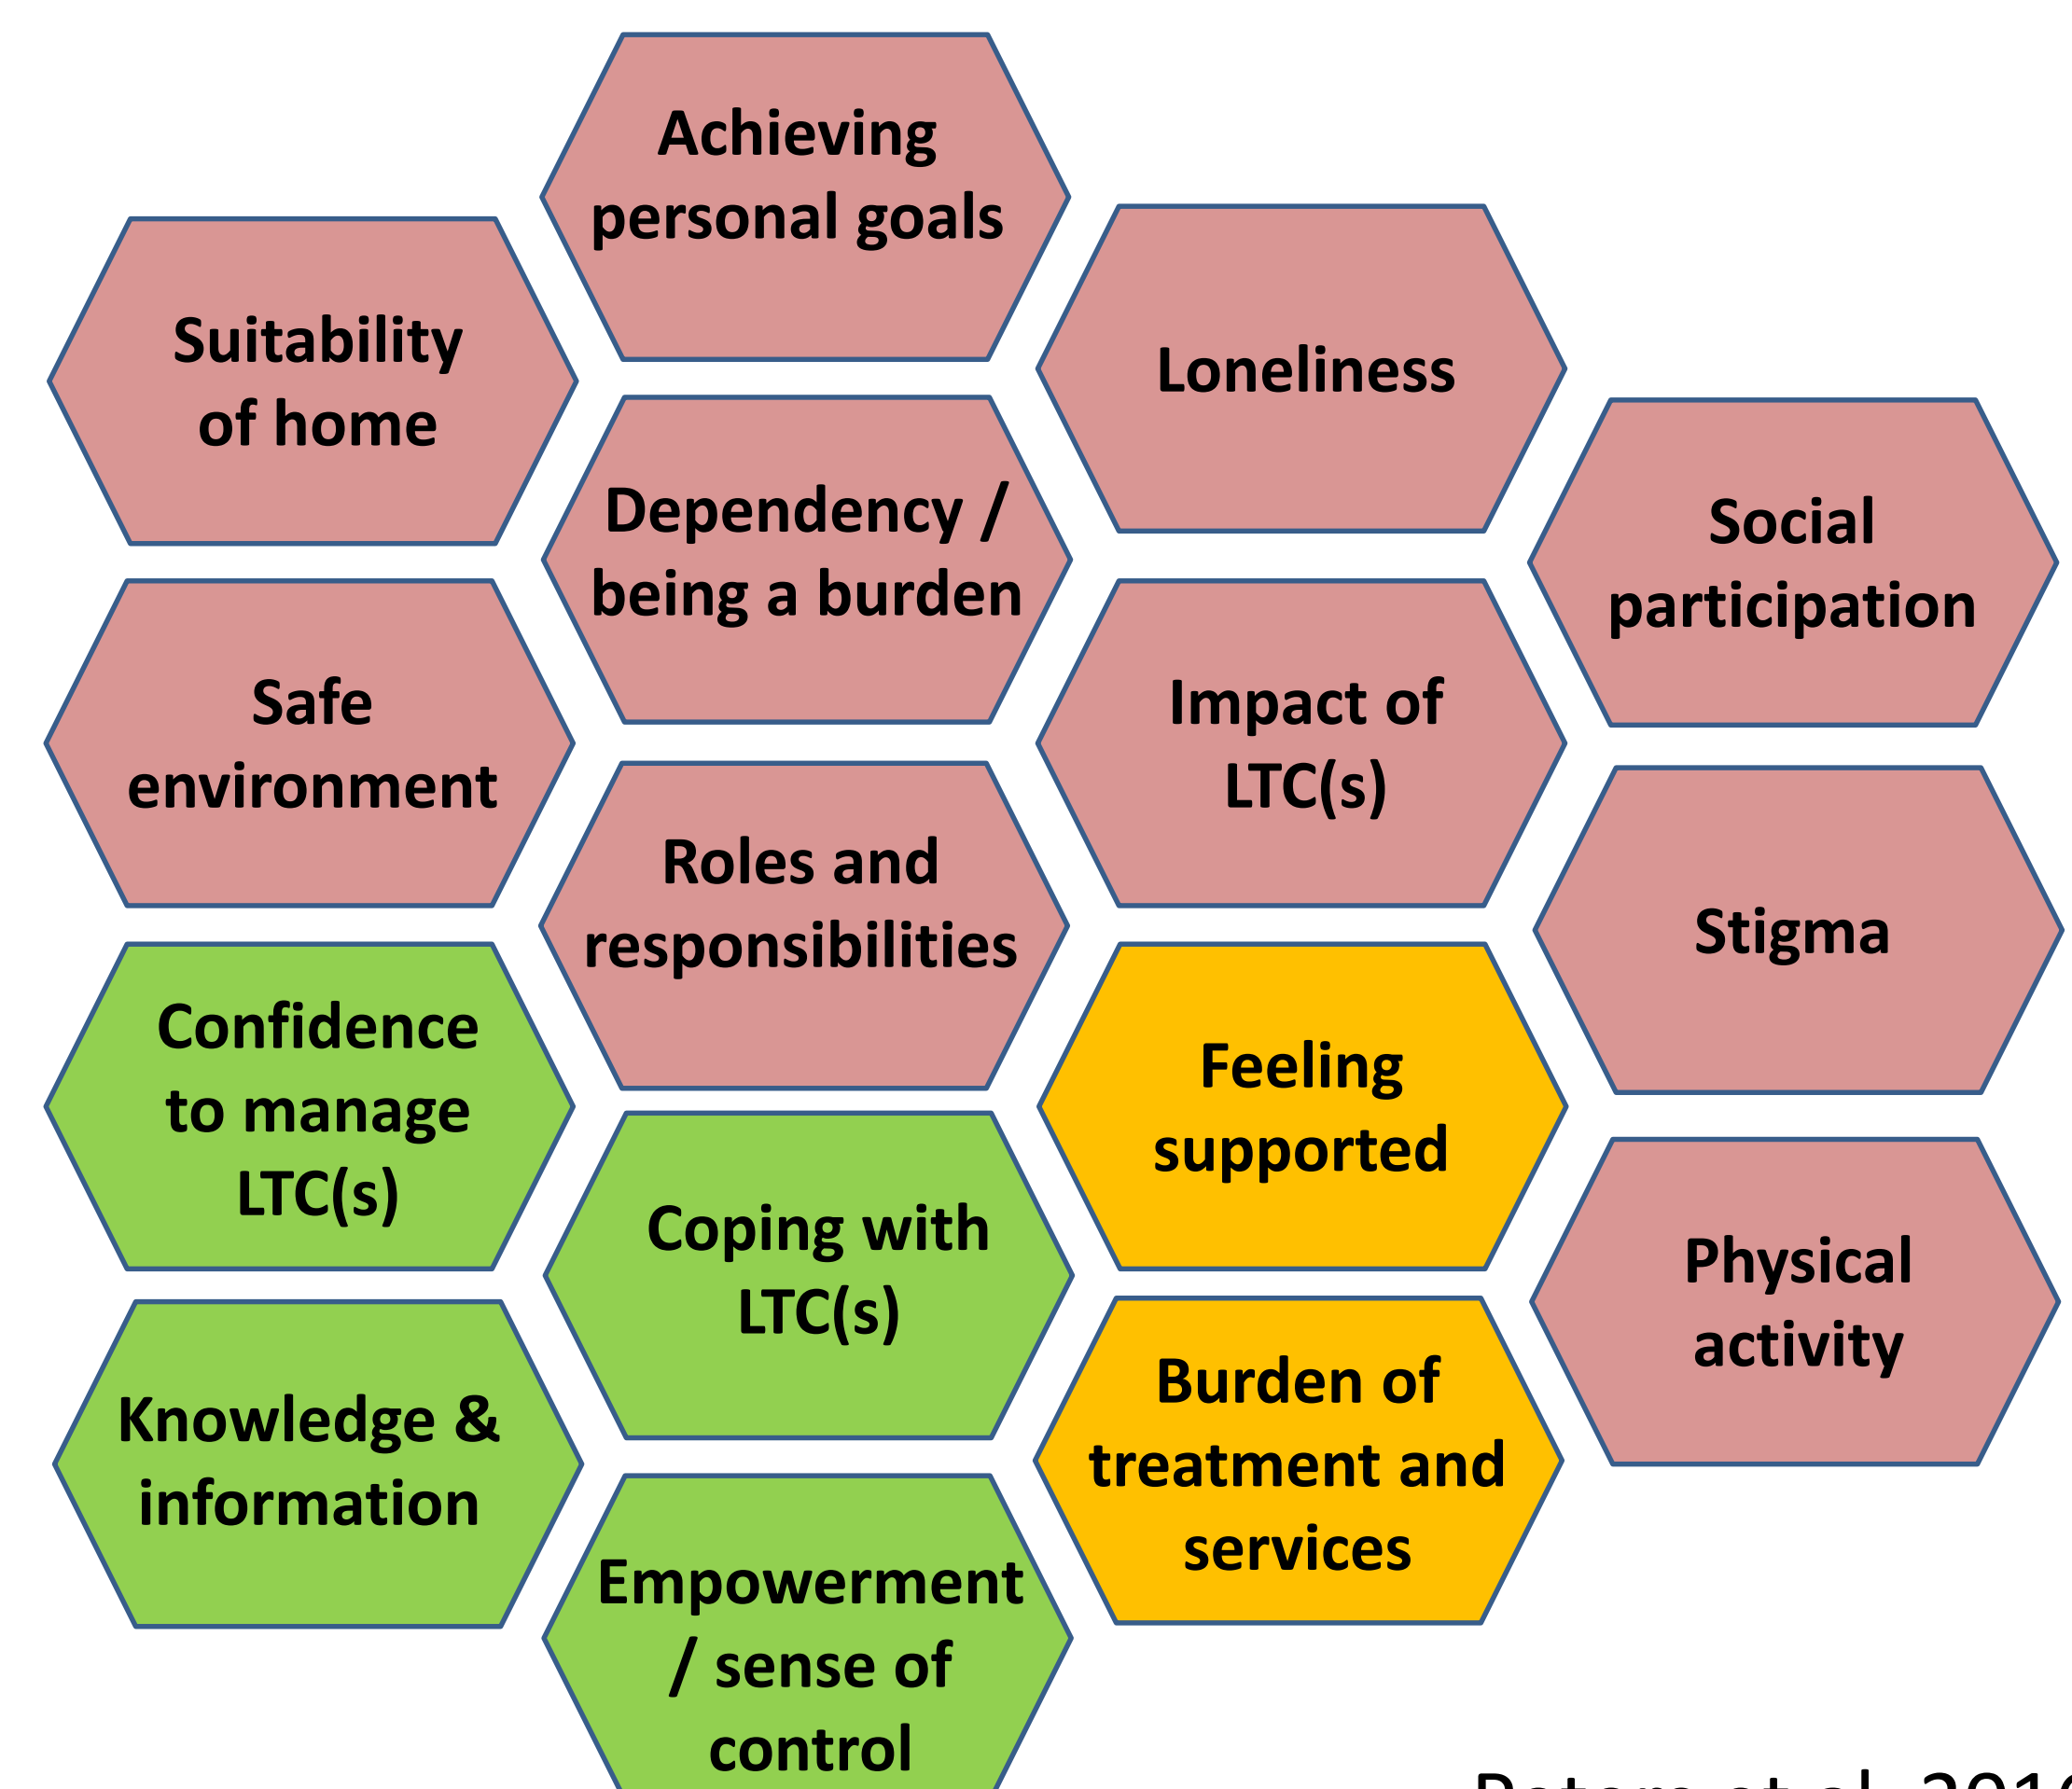 Achieving
personal goals
Suitability
of home
Loneliness
Dependency /
being a burden
Social
participation
Safe
environment
Impact of
LTC(s)
Roles and
responsibilities
Stigma
Confidence
to manage
LTC(s)
Feeling
supported
Coping with
LTC(s)
Physical
activity
Knowledge &
information
Burden of
treatment and
services
Empowerment
/ sense of
control
et al